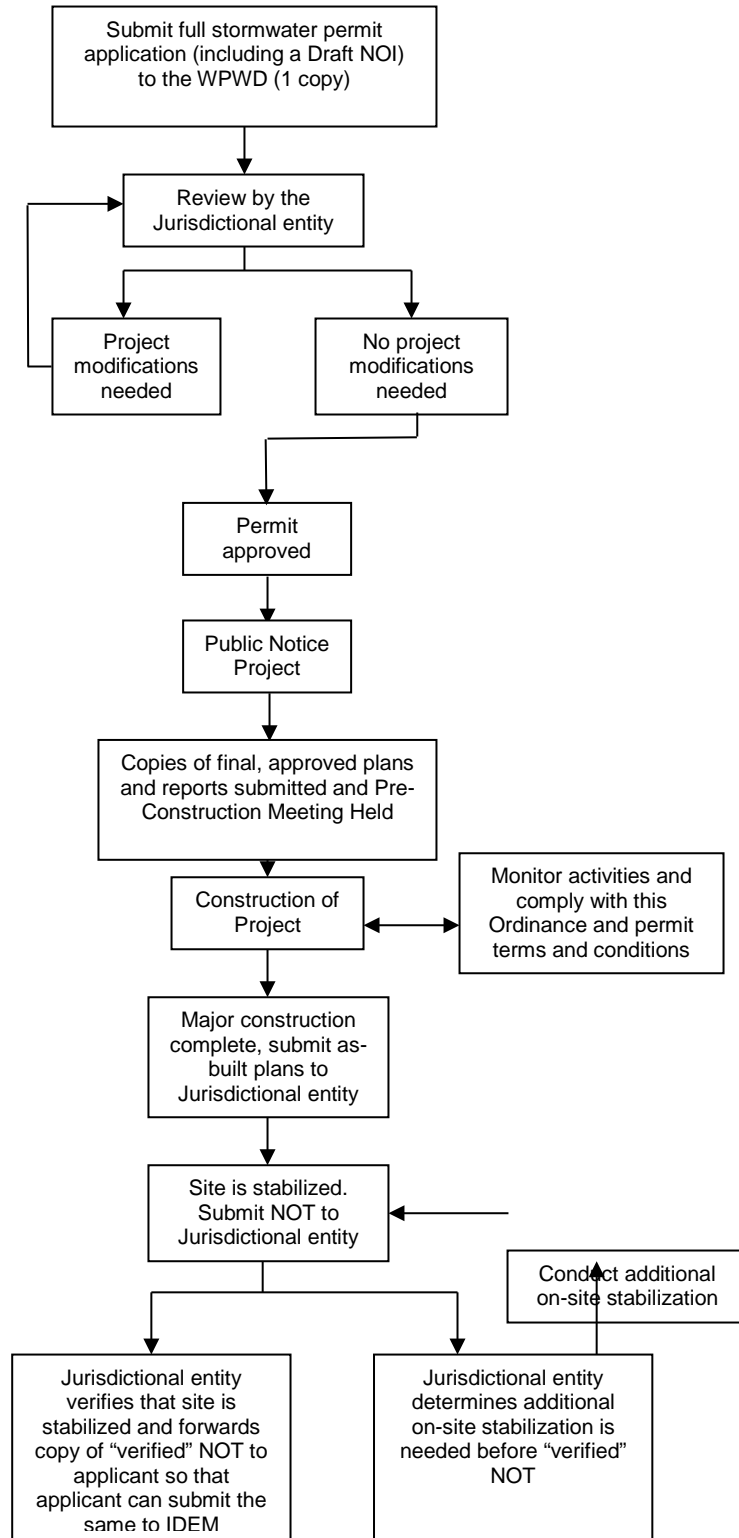 Submit full stormwater permit
application (including a Draft NOI)
to the WPWD (1 copy)
Review by the
Jurisdictional entity
Project
modifications
needed
No project
modifications
needed
Permit
approved
Public Notice
Project
Copies of final, approved plans
and reports submitted and Pre-
Construction Meeting Held
Construction of
Project
Monitor activities and
comply with this
Ordinance and permit
terms and conditions
Major construction
complete, submit as-
built plans to
Jurisdictional entity
Site is stabilized.
Submit NOT to
Jurisdictional entity
Conduct additional
on-site stabilization
Jurisdictional entity
verifies that site is
stabilized and forwards
copy of “verified” NOT to
applicant so that
applicant can submit the
same to IDEM
Jurisdictional entity
determines additional
on-site stabilization is
needed before “verified”
NOT